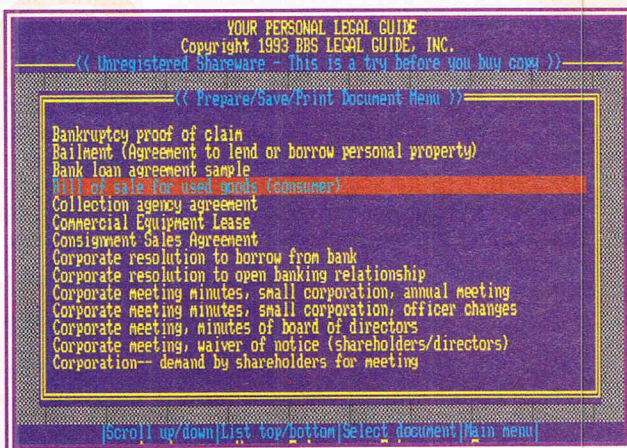 YOUR PERSONAL LEGAL GUIDE
Copyright 1993 BBS LEGAL GUIDE, INC.
<< Unregistered Shareware - This is a try before you buy copy >>
<< Prepare/Save/Print Document Menu >>
Bankruptcy proof of claim
Bailment (Agreement to lend or borrow personal property)
Bank loan agreement sample
Bill of sale for used goods (consumer)
Collection agency agreement
Commercial Equipment Lease
Consignment Sales Agreement
Corporate resolution to borrow from bank
Corporate resolution to open banking relationship
Corporate meeting minutes, small corporation, annual meeting
Corporate meeting minutes, small corporation, officer changes
Corporate meeting, minutes of board of directors
Corporate meeting, waiver of notice (shareholders/directors)
Corporation-- demand by shareholders for meeting
|Scroll up/down|List top/bottom|Select document|Main menu|